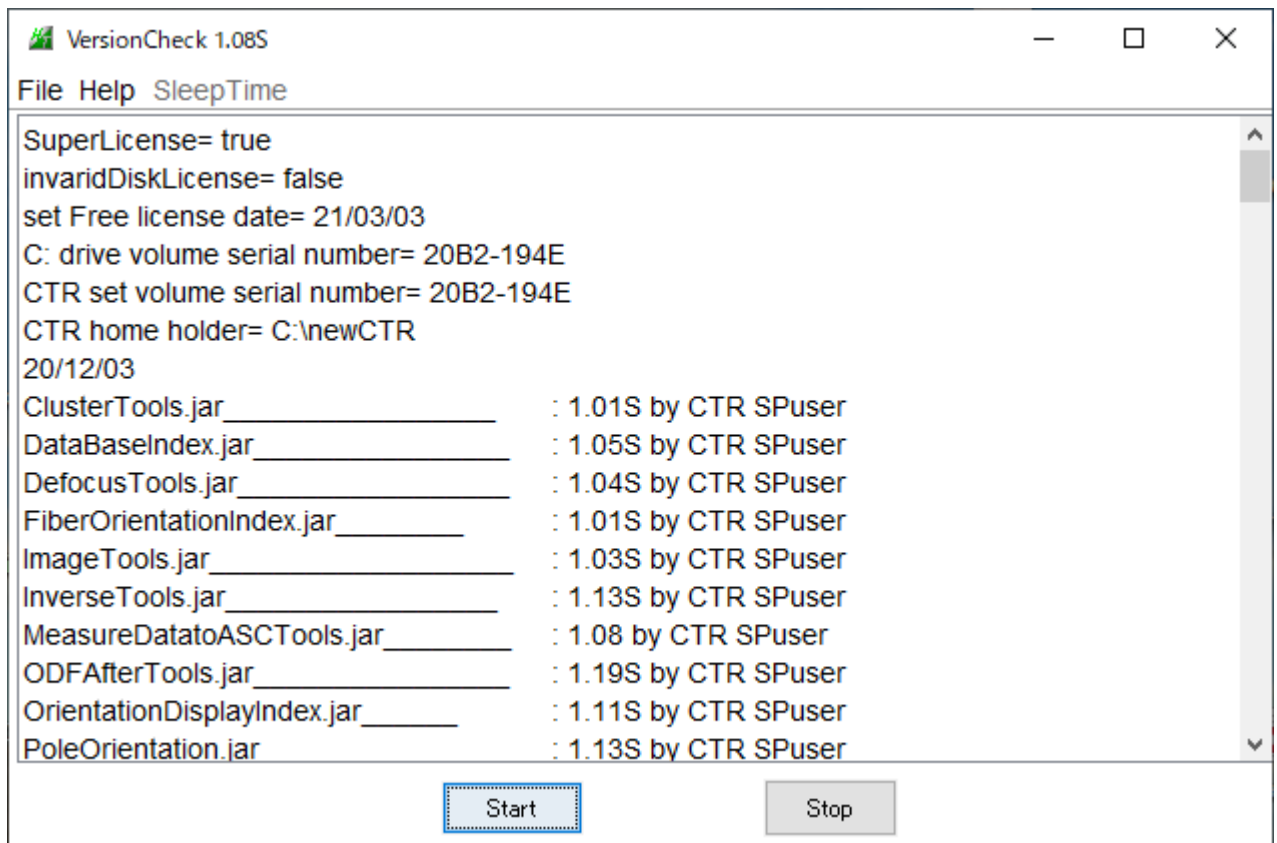 VersionCheck 1.08S
File Help SleepTime
SuperLicense= true
invaridDiskLicense= false
set Free license date= 21/03/03
C: drive volume serial number= 20B2-194E
CTR set volume serial number= 20B2-194E
CTR home holder= C:\newCTR
20/12/03
ClusterTools.jar_________________ : 1.01S by CTR SPuser
DataBaseIndex.jar________________ : 1.05S by CTR SPuser
DefocusTools.jar_________________ : 1.04S by CTR SPuser
FiberOrientationIndex.jar________ : 1.01S by CTR SPuser
ImageTools.jar___________________ : 1.03S by CTR SPuser
InverseTools.jar_________________ : 1.13S by CTR SPuser
MeasureDatatoASCTools.jar________ : 1.08 by CTR SPuser
ODFAfterTools.jar________________ : 1.19S by CTR SPuser
OrientationDisplayIndex.jar______ : 1.11S by CTR SPuser
PoleOrientation.jar : 1.13S by CTR SPuser
Start Stop